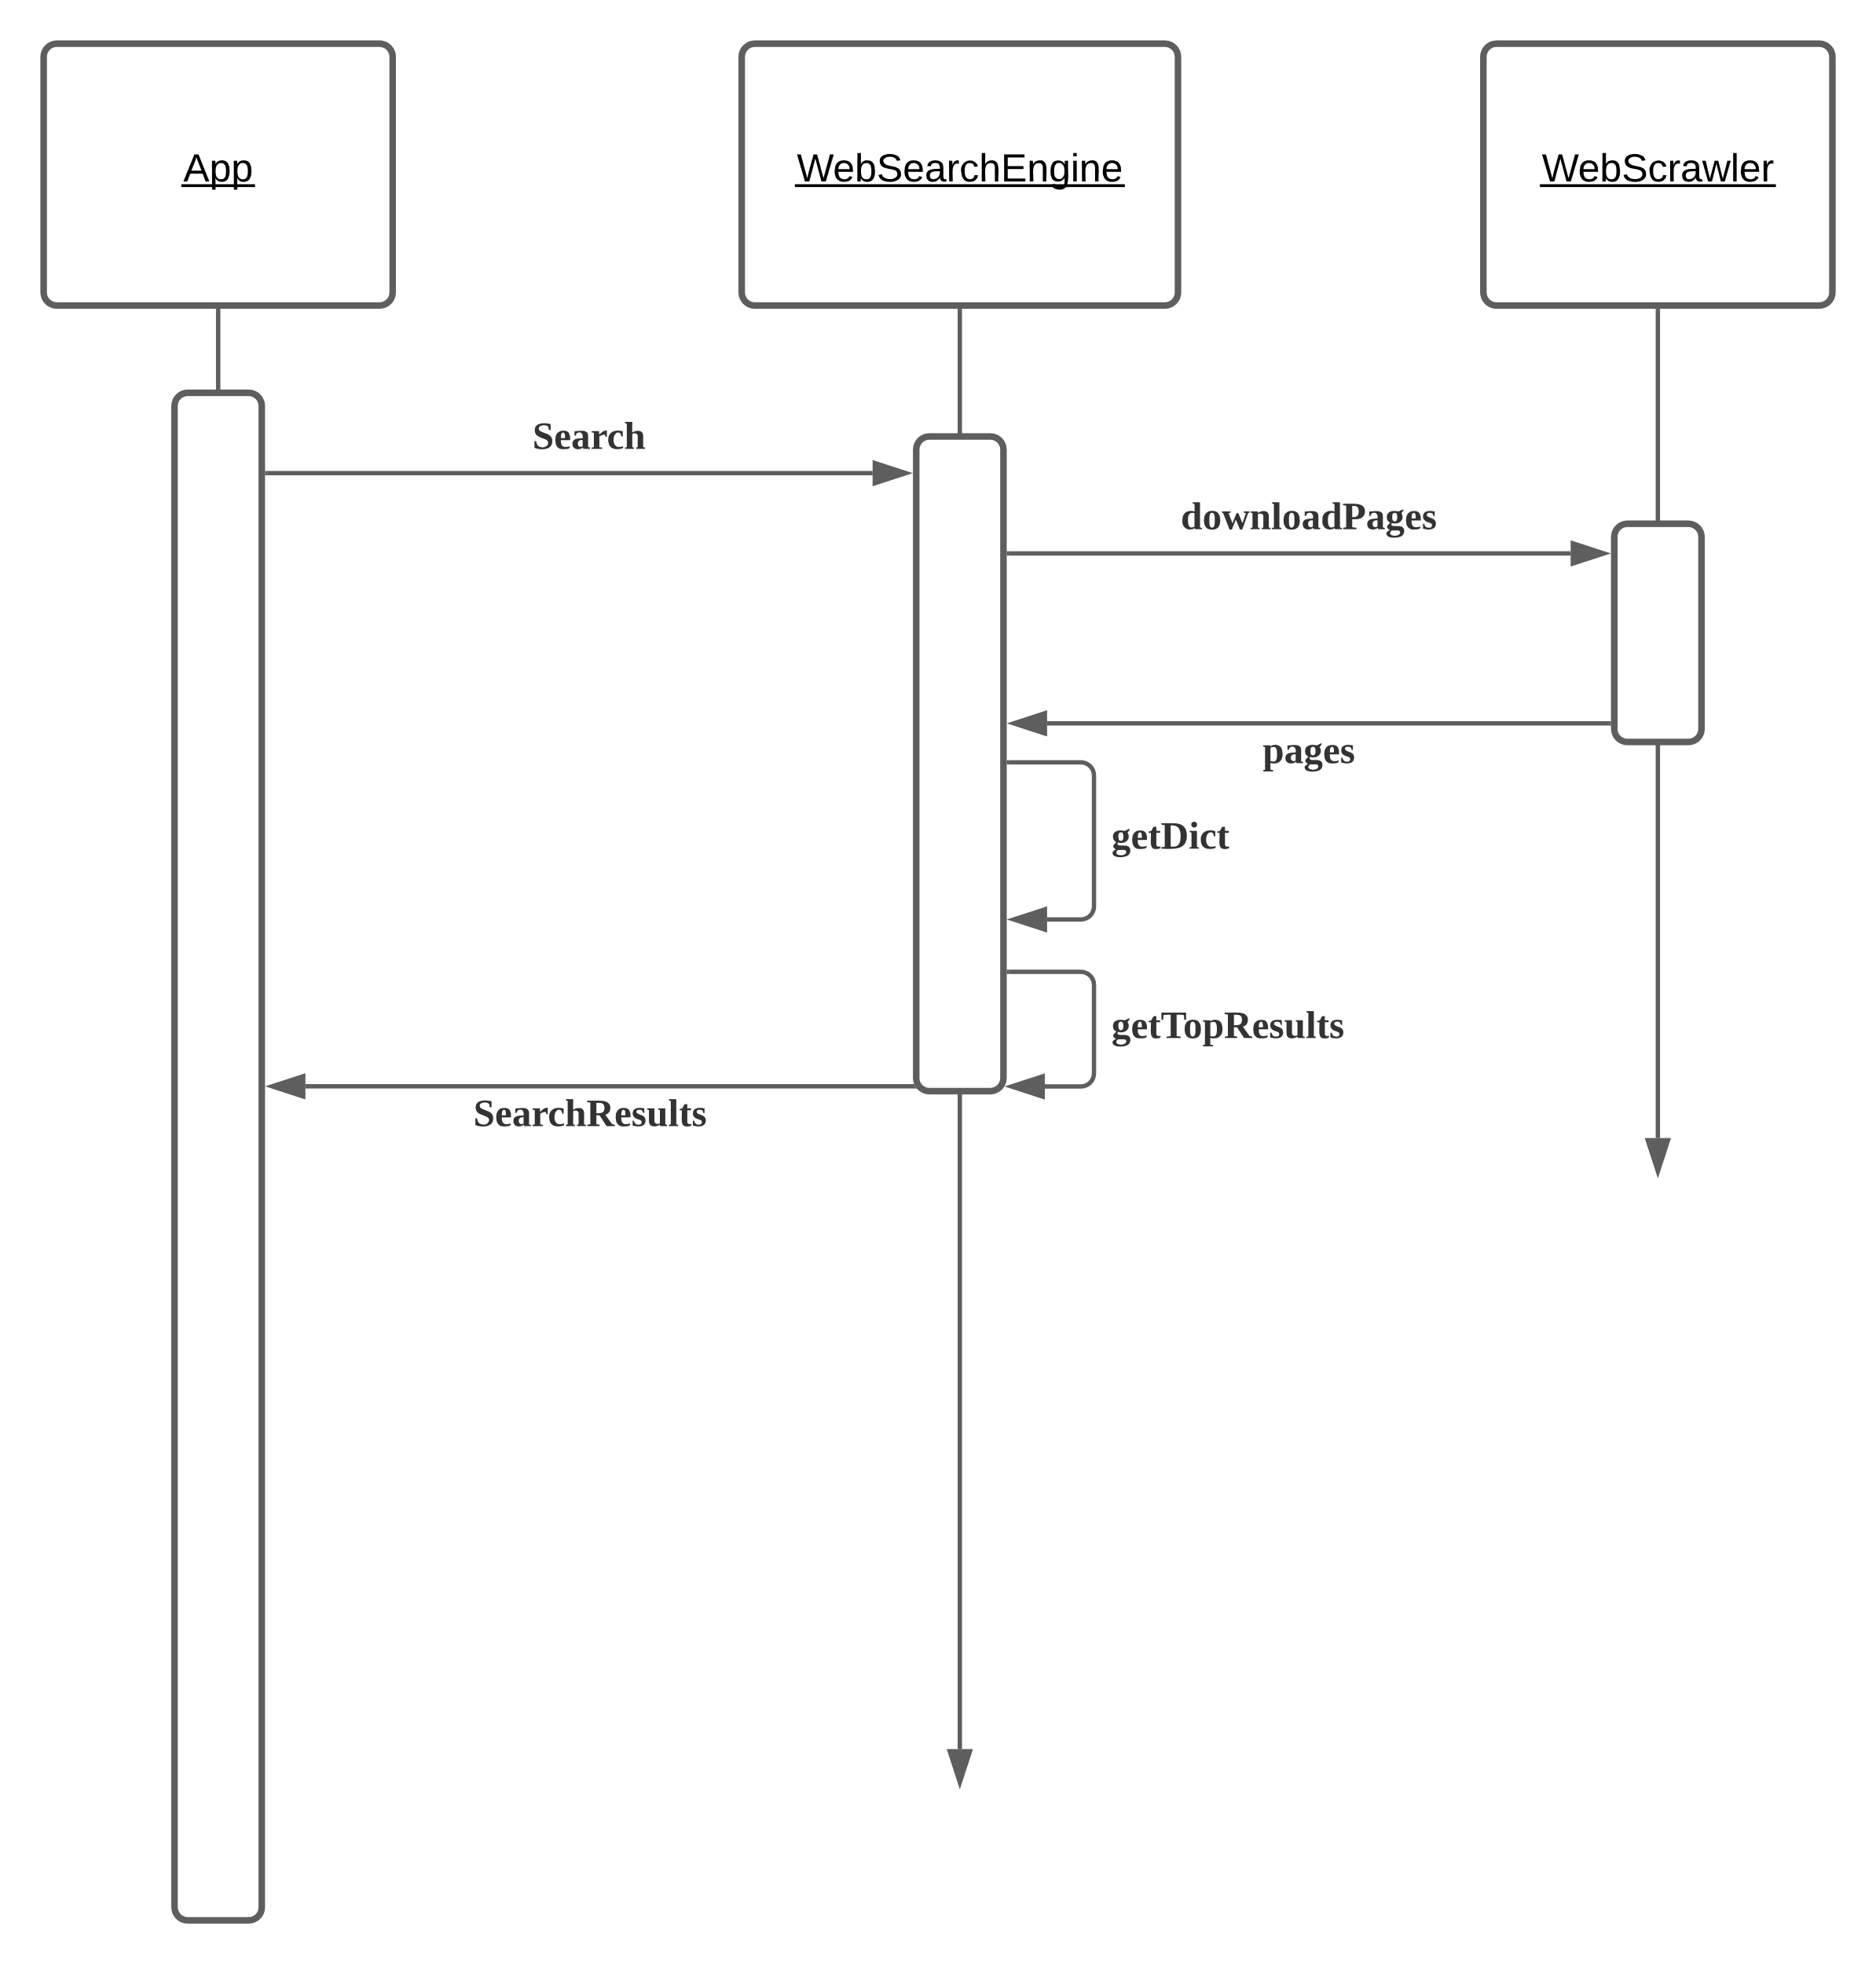 App
WebSearchEngine
WebScrawler
Search
downloadPages
pages
getDict
getTopResults
SearchResults